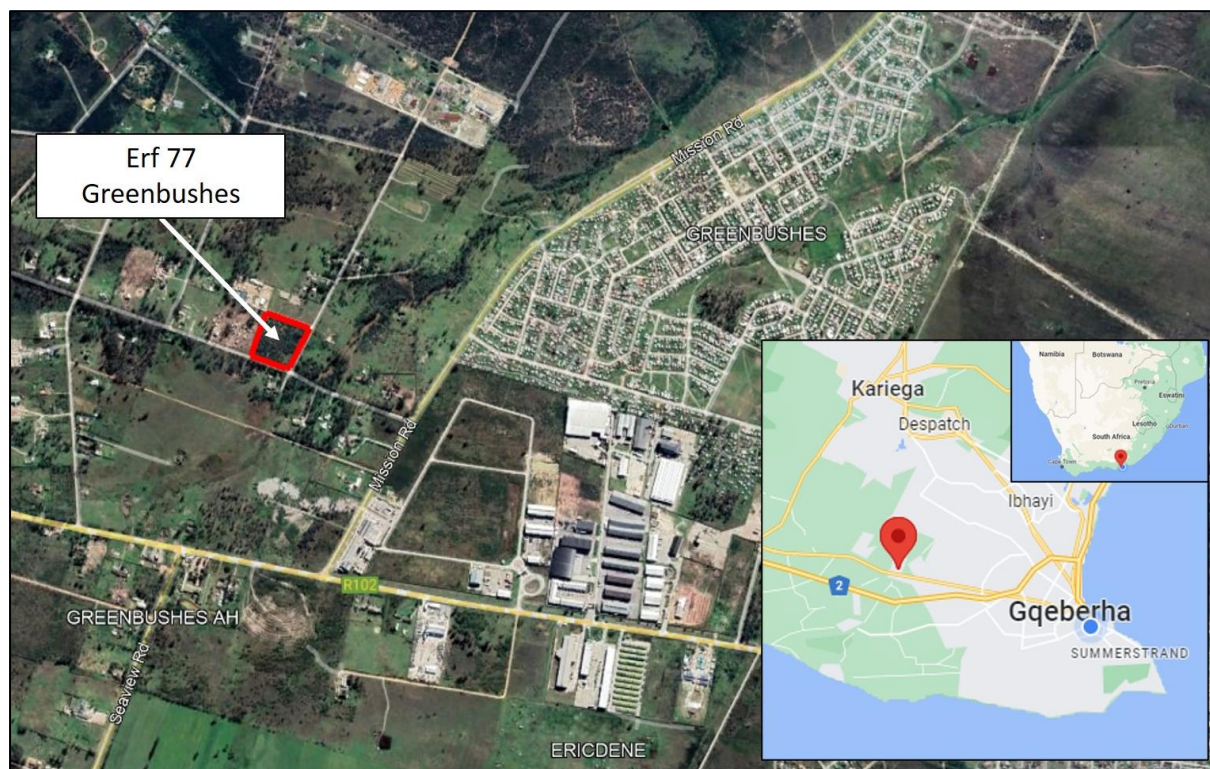 Erf 77
Greenbushes
Mission Rd
GREENBUSHES
Mission Rd
R102
GREENBUSHES AH
Seaview Rd
ERICDENE
Kariega
Despatch
Ibhayi
2
Gqeberha
SUMMERSTRAND
Namibia
Botswana
Pretoria
Eswatini
Lesotho
Durban
South Africa
Cape Town